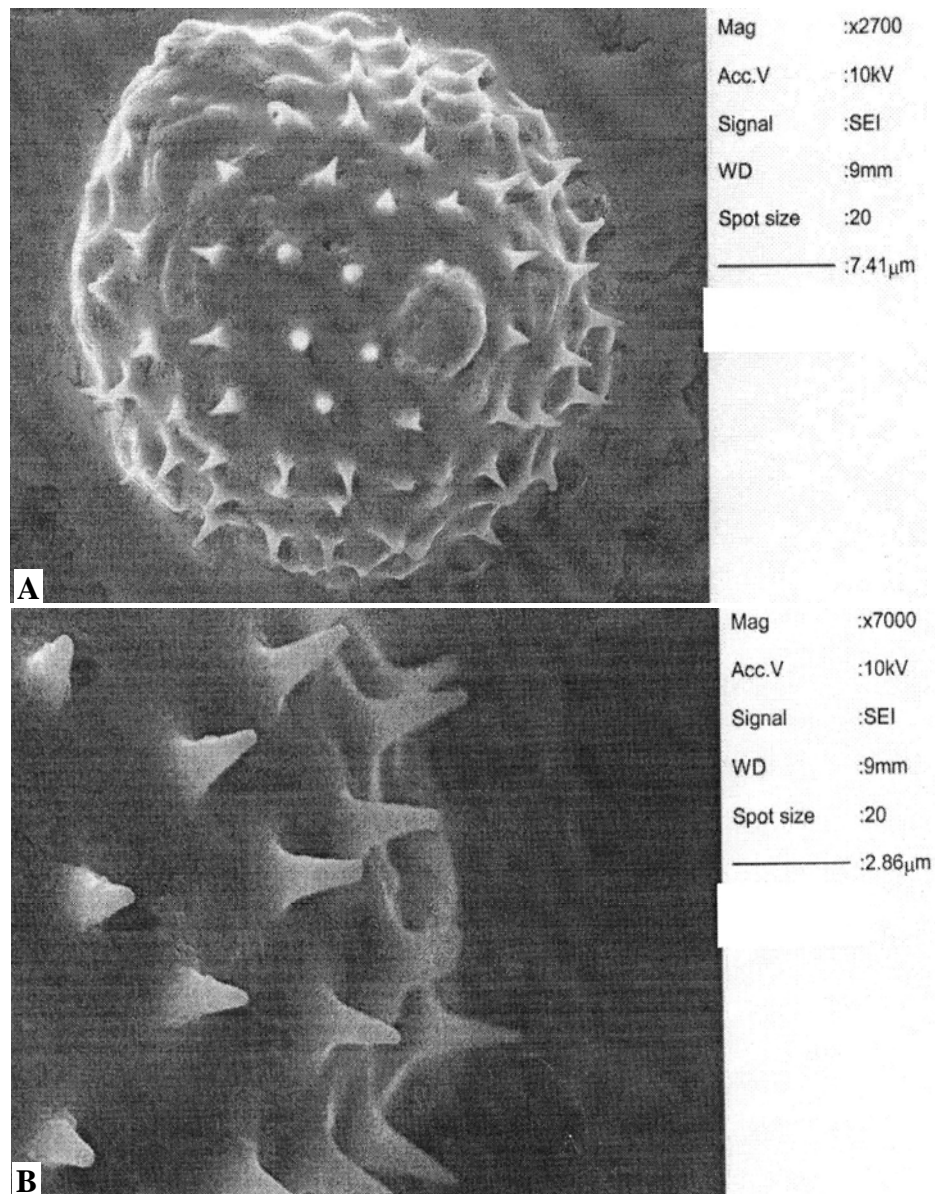 Mag :x2700
Acc.V :10kV
Signal :SEI
WD :9mm
Spot size :20
:7.41μm
A
Mag :x7000
Acc.V :10kV
Signal :SEI
WD :9mm
Spot size :20
:2.86μm
B